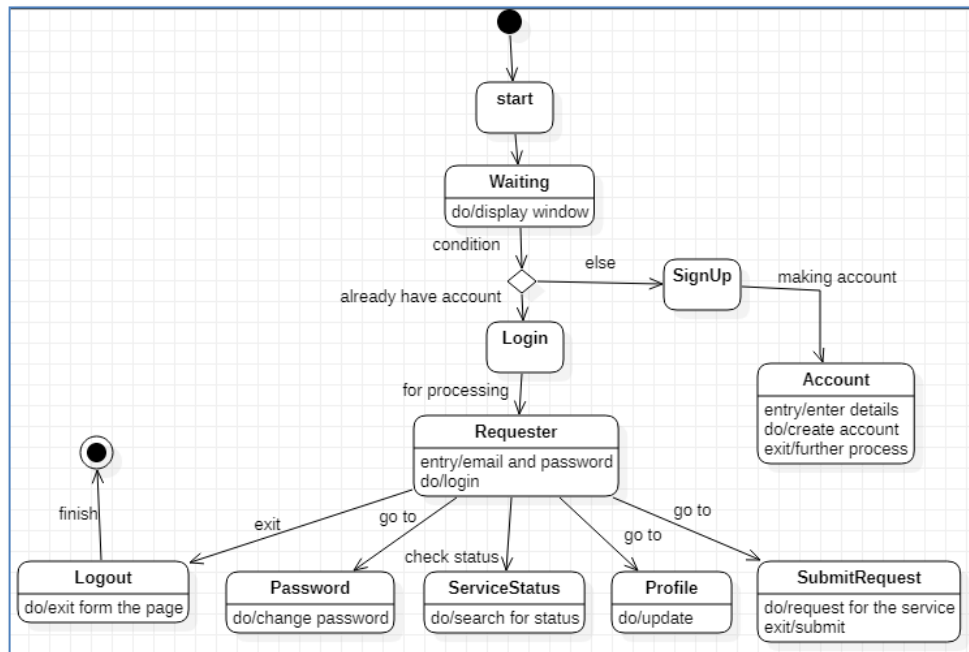 start
Waiting
do/display window
condition
else
SignUp
making account
already have account
Login
Account
entry/enter details
do/create account
exit/further process
for processing
Requester
entry/email and password
do/login
finish
exit
go to
check status
go to
go to
Logout
do/exit form the page
Password
do/change password
ServiceStatus
do/search for status
Profile
do/update
SubmitRequest
do/request for the service
exit/submit